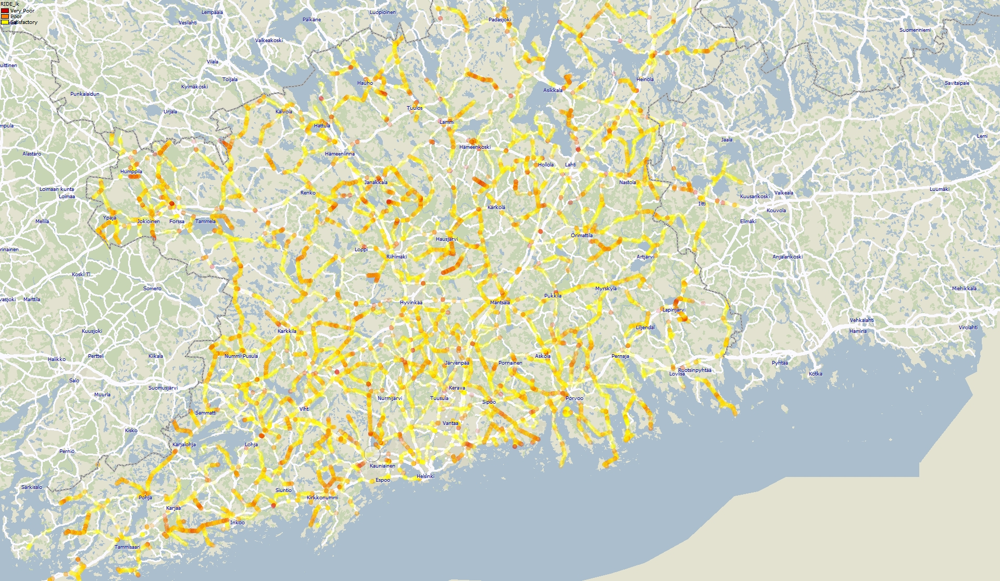 RIDE_lk
Very Poor
Poor
Satisfactory
Lempäälä
Luopioinen
Vesilahti
Pälkäne
Padasjoki
Suomenniemi
Valkeakoski
Viiala
uittinen
Toijala
Kylmäkoski
Hauho
Heinola
Savitaipale
Asikkala
Punkalaidun
Urjala
Kalvola
Tuulos
Lammi
mpula
Hattula
Lemi
Jaala
Hämeenkoski
Alastaro
Hämeenlinna
Hollola
Lahti
Humppila
Janakkala
Nastola
Loimaan kunta
Luumäki
Renko
Valkeala
Loimaa
Kuusankoski
Iitti
Kärkölä
Kouvola
Ypäjä
Mellilä
Jokioinen
Forssa
Tammela
Elimäki
Orimattila
Hausjärvi
rinainen
Loppi
Riihimäki
Artjärvi
Anjalankoski
Koski Tl
Somero
Myrskylä
Miehikkälä
Pukkila
vasjoki
Marttila
Hyvinkää
Mäntsälä
Lapinjärvi
Vehkalahti
Kuusjoki
Karkkila
Liljendal
Hamina
Virolahti
Halikko
Pertteli
Kiikala
Nummi-Pusula
Askola
Pernaja
Järvenpää
Pornainen
Pyhtää
Ruotsinpyhtää
Loviisa
Kotka
Salo
Suomusjärvi
Kerava
Muurla
Nurmijärvi
Tuusula
Sipoo
Porvoo
Vihti
Sammatti
Vantaa
Kisko
Karjalohja
Lohja
Perniö
Kauniainen
Helsinki
Espoo
Särkisalo
Siuntio
Pohja
Kirkkonummi
Karjaa
Inkoo
Tammisaari